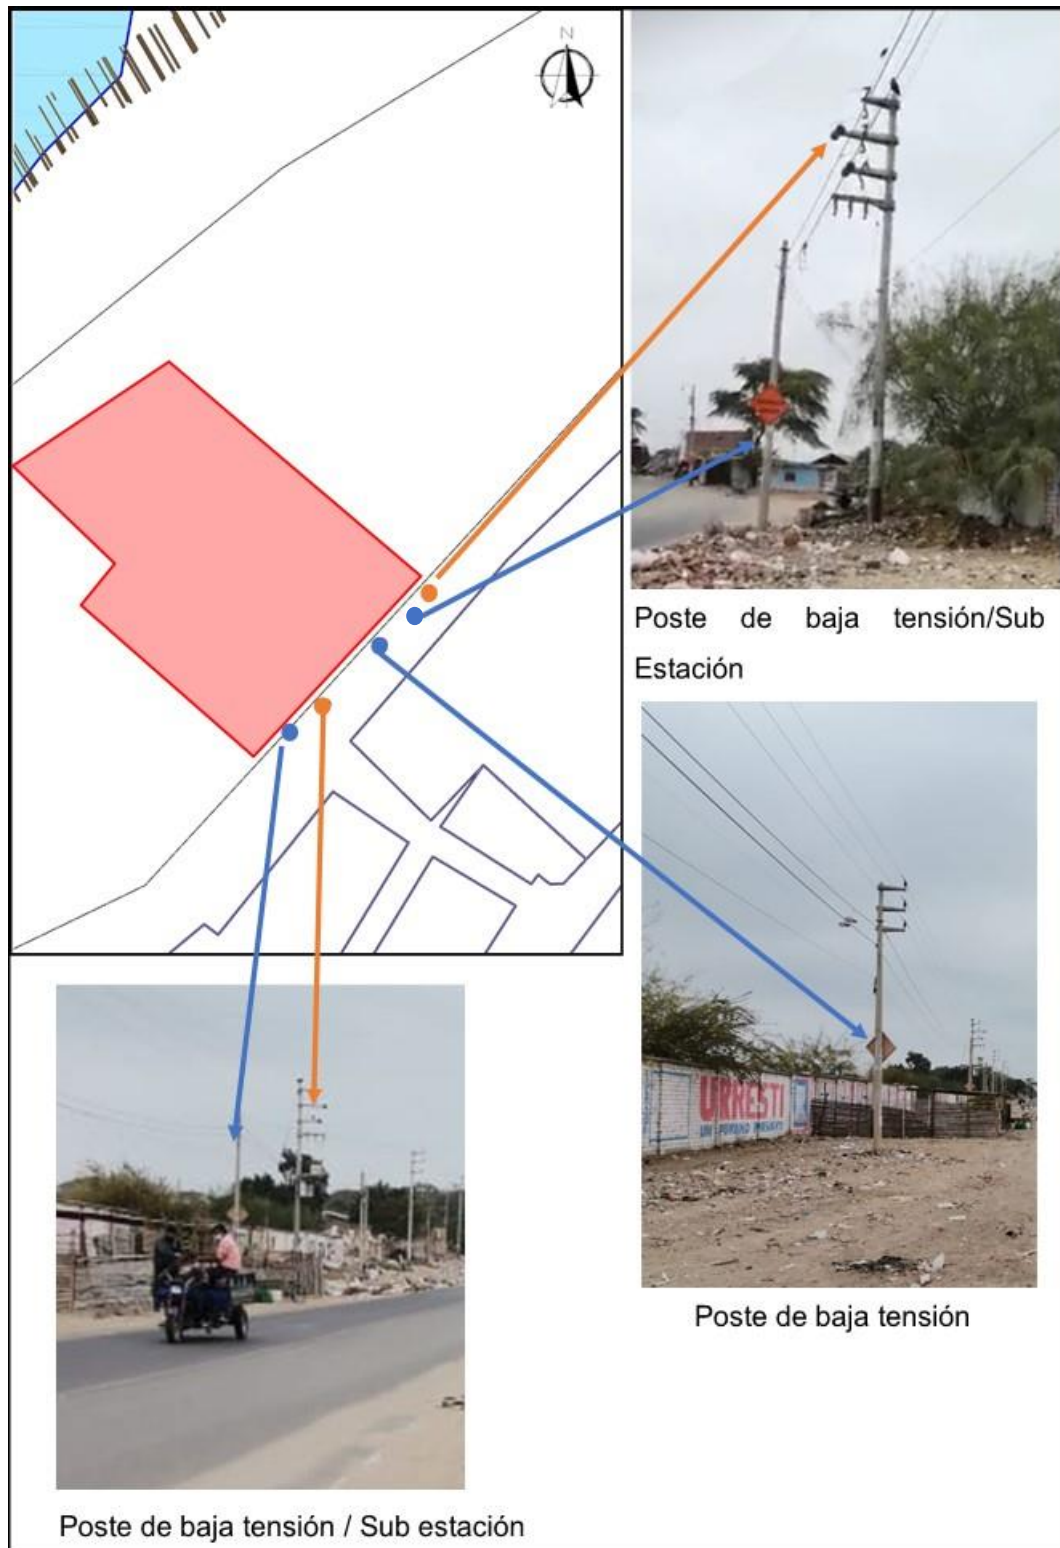 N
Poste de baja tensión/Sub
Estación
URRESTI
Poste de baja tensión
Poste de baja tensión / Sub estación